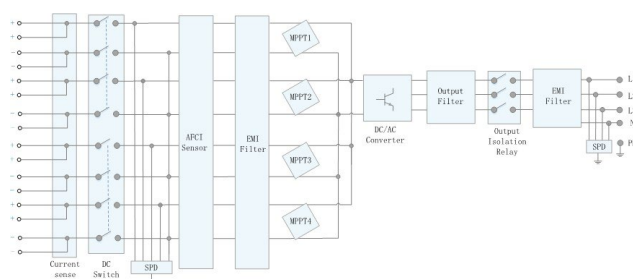 +
+
−
−
+
+
−
−
+
+
−
−
+
+
−
−
Current
sense
DC
Switch
SPD
AFCI
Sensor
EMI
Filter
MPPT1
MPPT2
MPPT3
MPPT4
DC/AC
Converter
Output
Filter
Output
Isolation
Relay
EMI
Filter
SPD